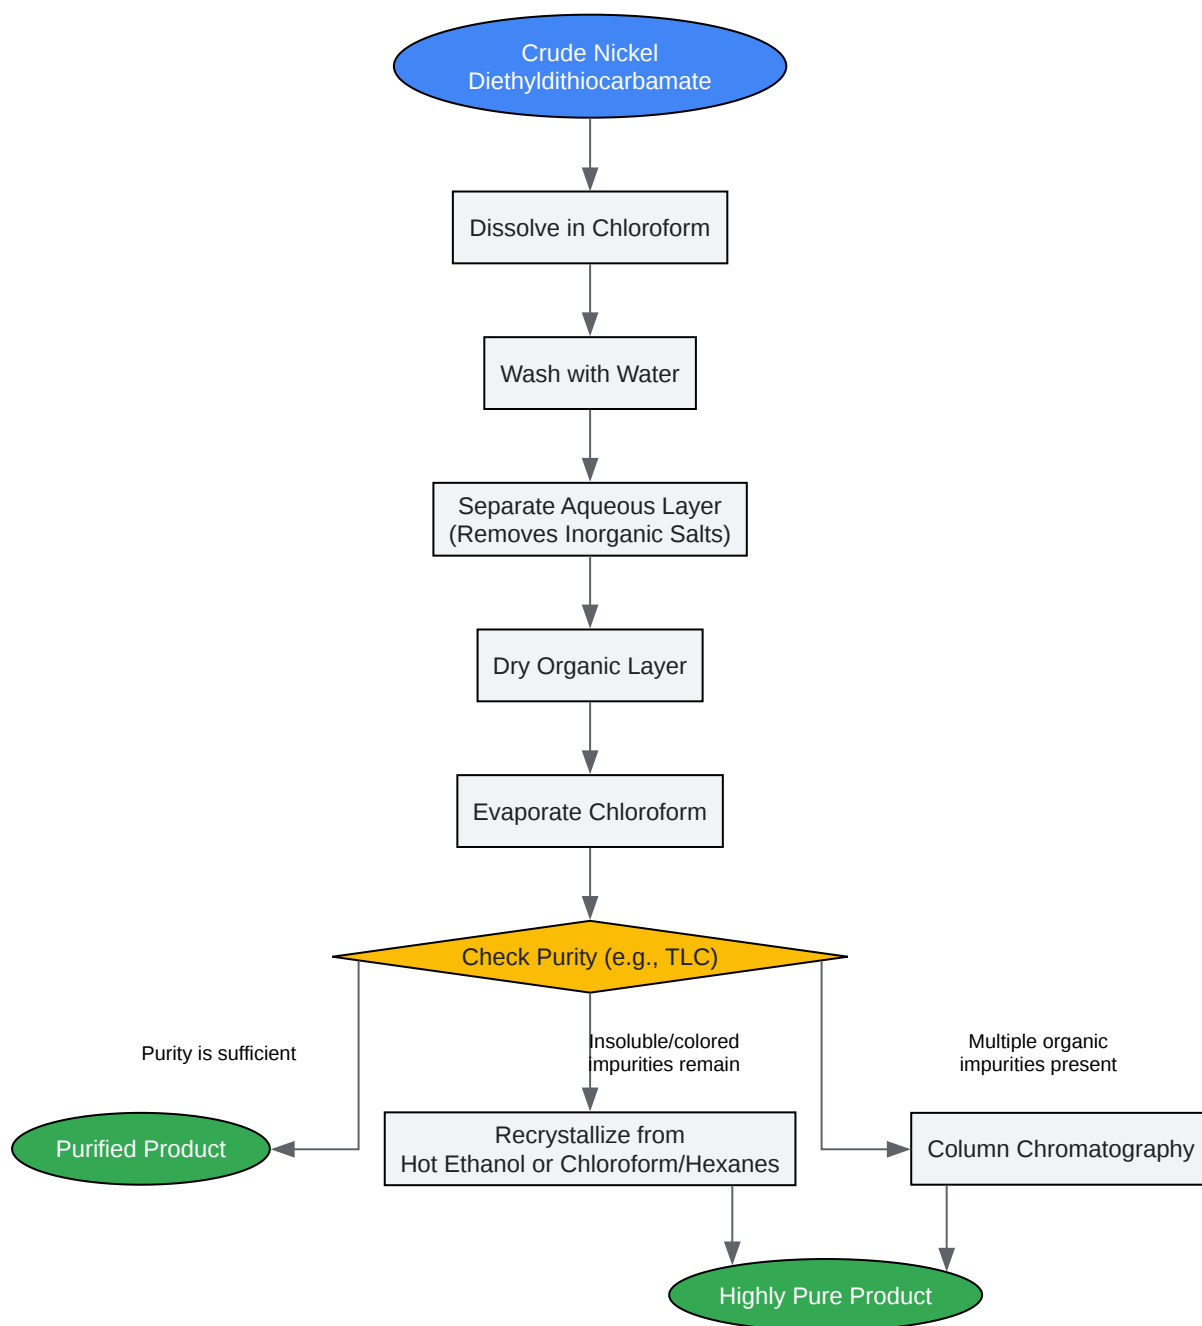 Crude Nickel
Diethyldithiocarbamate
Dissolve in Chloroform
Wash with Water
Separate Aqueous Layer
(Removes Inorganic Salts)
Dry Organic Layer
Evaporate Chloroform
Check Purity (e.g., TLC)
Purity is sufficient
Insoluble/colored
impurities remain
Multiple organic
impurities present
Purified Product
Recrystallize from
Hot Ethanol or Chloroform/Hexanes
Column Chromatography
Highly Pure Product